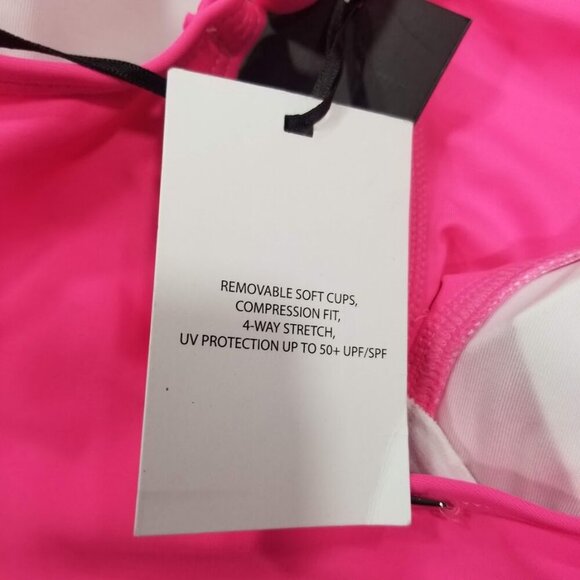 REMOVABLE SOFT CUPS,
COMPRESSION FIT,
4-WAY STRETCH,
UV PROTECTION UP TO 50+ UPF/SPF